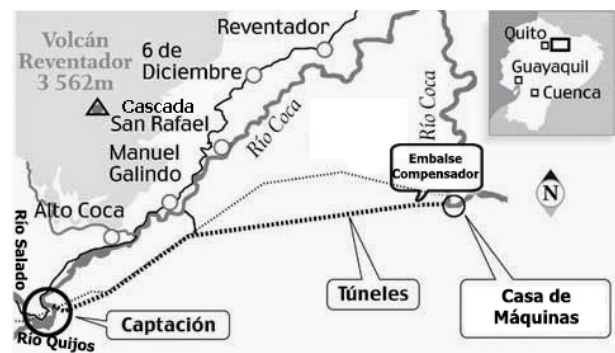 Volcán
Reventador
3 562m
Reventador
6 de
Diciembre
Cascada
San Rafael
Manuel
Galindo
Alto Coca
Río Coca
Río Coca
Río Salado
Río Quijos
Captación
Túneles
Embalse
Compensador
Casa de
Máquinas
N
Quito
Guayaquil
Cuenca